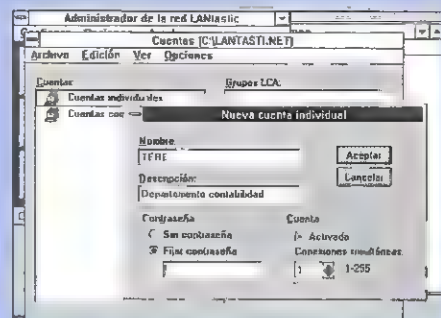 Administrador de la red LANtastic
Cuentas [C:\LANTASTI.NET]
Archivo Edición Ver Opciones
Cuentas Grupos LCA:
Cuentas individuales
Cuentas
Nueva cuenta individual
Nombre:
TERE
Aceptar
Descripción:
Cancelar
Departamento contabilidad
Contraseña Cuenta
Sin contraseña Activada
Fijar contraseña Conexiones simultáneas:
1 1-255